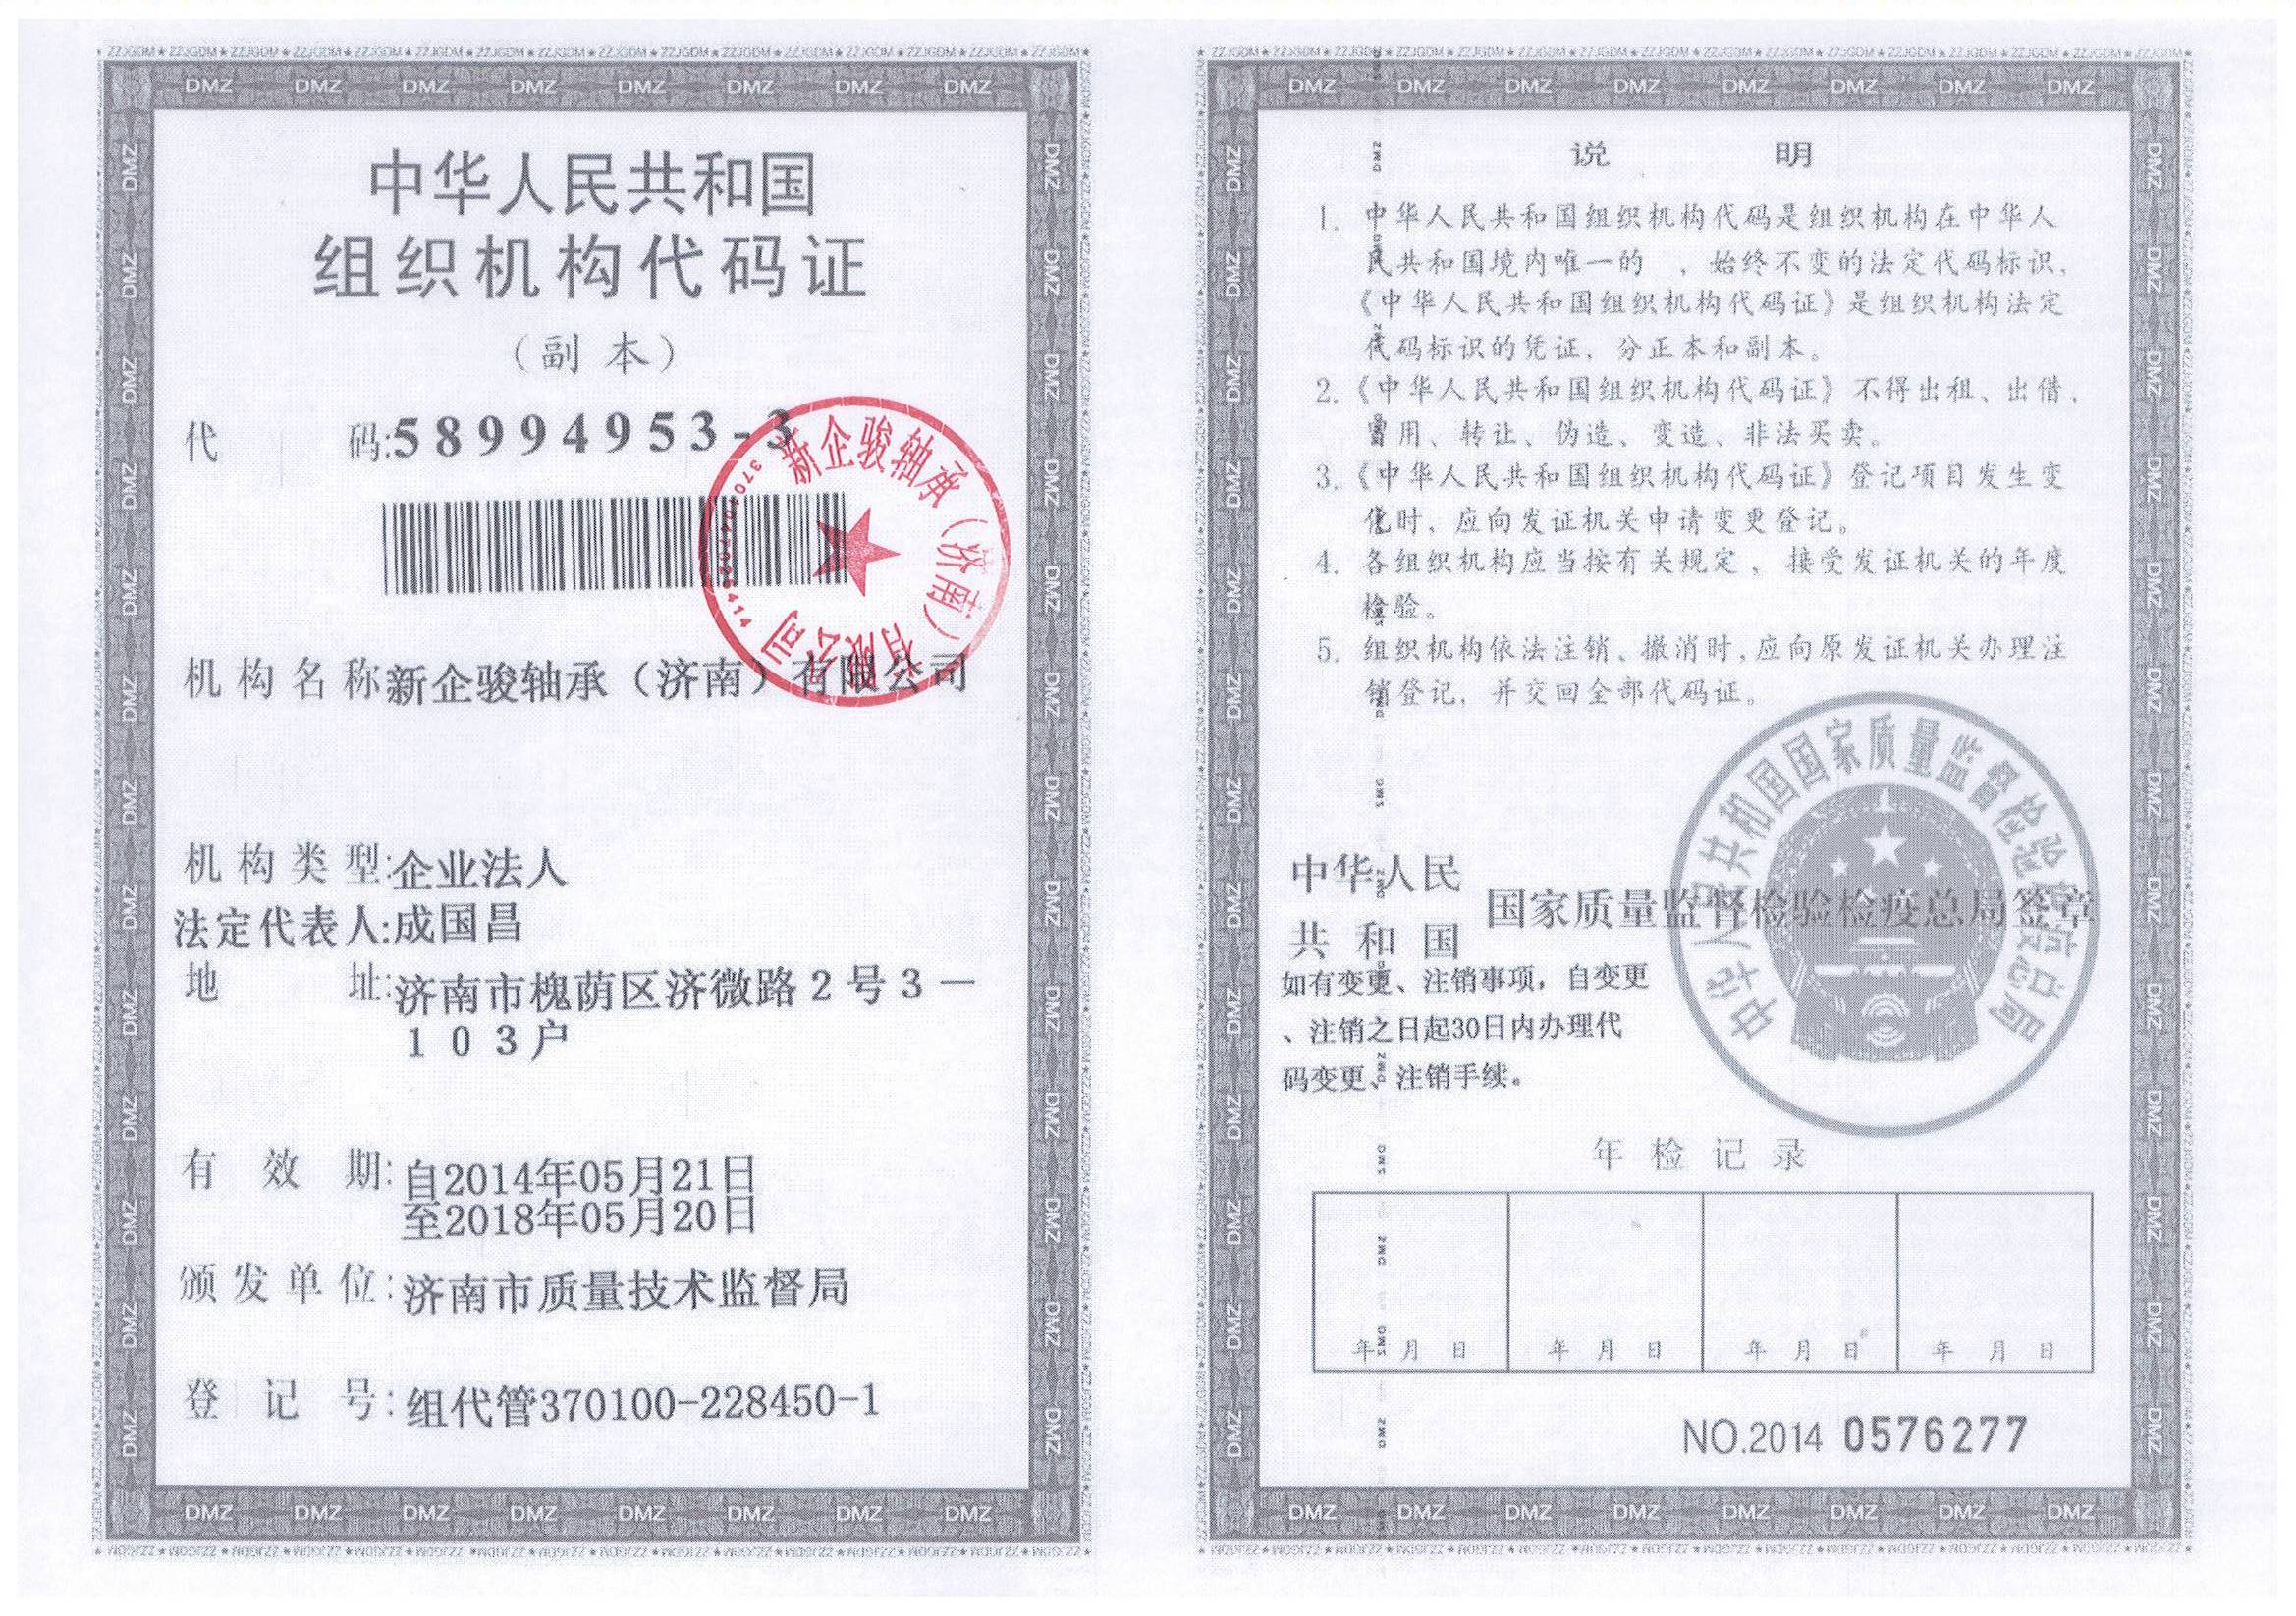 中华人民共和国
组织机构代码证
（副 本）
代 码:58994953-3
机构名称 新企骏轴承（济南）有限公司
机构类型:企业法人
法定代表人:成国昌
地 址:济南市槐荫区济微路2号3－
103户
有 效 期:自2014年05月21日
至2018年05月20日
颁发单位:济南市质量技术监督局
登 记 号:组代管370100-228450-1
新企骏轴承（济南）有限公司
说 明
1. 中华人民共和国组织机构代码是组织机构在中华人
民共和国境内唯一的 ，始终不变的法定代码标识，
《中华人民共和国组织机构代码证》是组织机构法定
代码标识的凭证，分正本和副本。
2.《中华人民共和国组织机构代码证》不得出租、出借，
冒用、转让、伪造、变造、非法买卖。
3.《中华人民共和国组织机构代码证》登记项目发生变
化时，应向发证机关申请变更登记。
4. 各组织机构应当按有关规定，接受发证机关的年度
检验。
5. 组织机构依法注销、撤消时,应向原发证机关办理注
销登记，并交回全部代码证。
中华人民
共 和 国
国家质量监督检验检疫总局签章
中华人民共和国国家质量监督检验检疫总局
如有变更、注销事项，自变更
、注销之日起30日内办理代
码变更、注销手续。
年 检 记 录
年 月 日 年 月 日 年 月 日 年 月 日
NO.2014 0576277